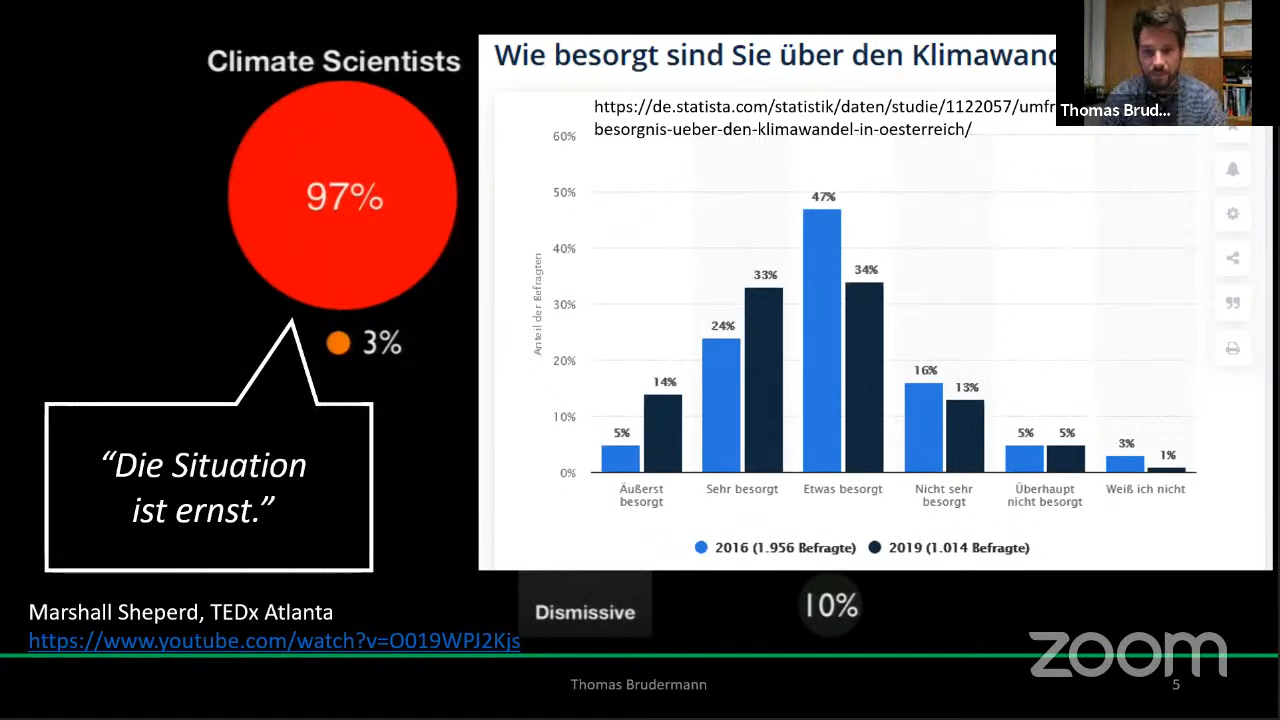 Climate Scientists
97%
3%
“Die Situation
ist ernst.”
Marshall Sheperd, TEDx Atlanta
https://www.youtube.com/watch?v=O019WPJ2Kjs
Wie besorgt sind Sie über den Klimawand
https://de.statista.com/statistik/daten/studie/1122057/umfr
besorgnis-ueber-den-klimawandel-in-oesterreich/
Thomas Brud...
Anteil der Befragten
60%
50%
40%
30%
20%
10%
0%
5%
14%
24%
33%
47%
34%
16%
13%
5%
5%
3%
1%
Äußerst
besorgt
Sehr besorgt
Etwas besorgt
Nicht sehr
besorgt
Überhaupt
nicht besorgt
Weiß ich nicht
2016 (1.956 Befragte)
2019 (1.014 Befragte)
Dismissive
10%
zoom
Thomas Brudermann
5